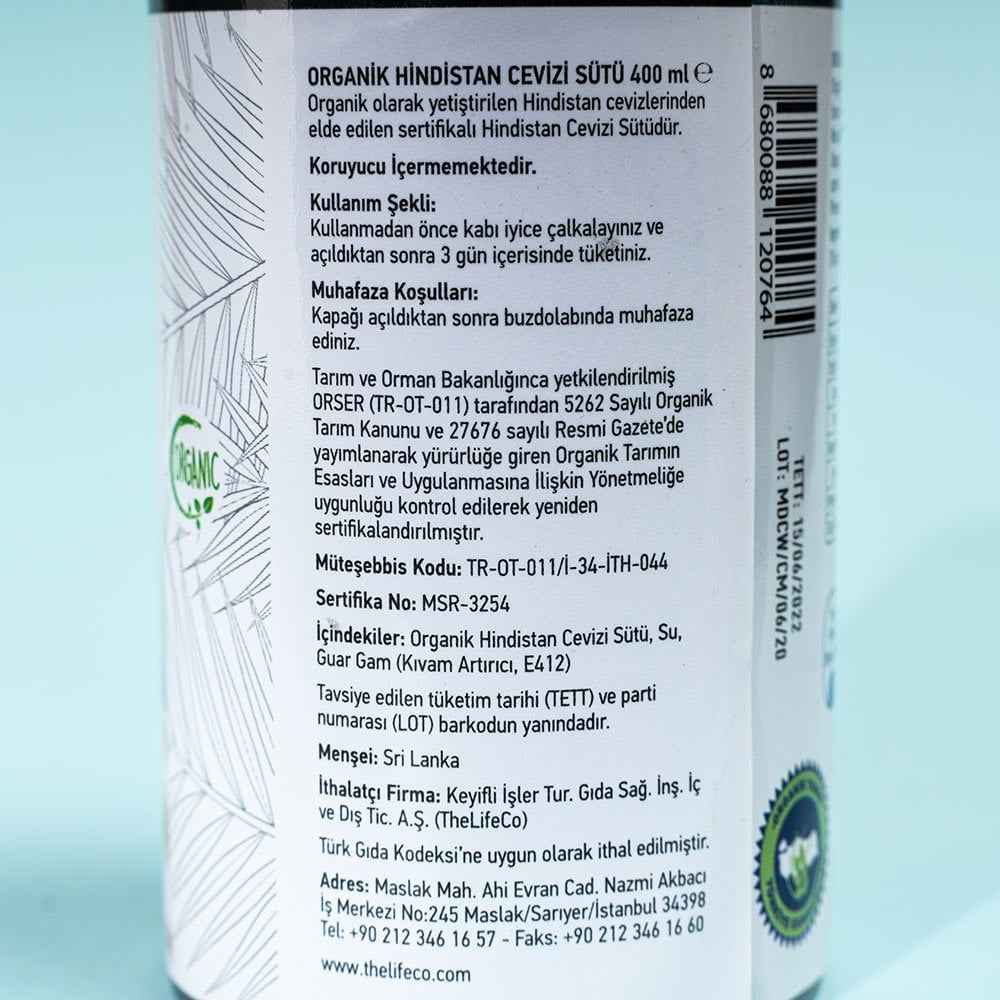 ORGANİK HİNDİSTAN CEVİZİ SÜTÜ 400 ml ℮
Organik olarak yetiştirilen Hindistan cevizlerinden
elde edilen sertifikalı Hindistan Cevizi Sütüdür.
Koruyucu İçermemektedir.
Kullanım Şekli:
Kullanmadan önce kabı iyice çalkalayınız ve
açıldıktan sonra 3 gün içerisinde tüketiniz.
Muhafaza Koşulları:
Kapağı açıldıktan sonra buzdolabında muhafaza
ediniz.
Tarım ve Orman Bakanlığınca yetkilendirilmiş
ORSER (TR-OT-011) tarafından 5262 Sayılı Organik
Tarım Kanunu ve 27676 sayılı Resmi Gazete'de
yayımlanarak yürürlüğe giren Organik Tarımın
Esasları ve Uygulanmasına İlişkin Yönetmeliğe
uygunluğu kontrol edilerek yeniden
sertifikalandırılmıştır.
Müteşebbis Kodu: TR-OT-011/İ-34-İTH-044
Sertifika No: MSR-3254
İçindekiler: Organik Hindistan Cevizi Sütü, Su,
Guar Gam (Kıvam Artırıcı, E412)
Tavsiye edilen tüketim tarihi (TETT) ve parti
numarası (LOT) barkodun yanındadır.
Menşei: Sri Lanka
İthalatçı Firma: Keyifli İşler Tur. Gıda Sağ. İnş. İç
ve Dış Tic. A.Ş. (TheLifeCo)
Türk Gıda Kodeksi'ne uygun olarak ithal edilmiştir.
Adres: Maslak Mah. Ahi Evran Cad. Nazmi Akbacı
İş Merkezi No:245 Maslak/Sarıyer/İstanbul 34398
Tel: +90 212 346 16 57 - Faks: +90 212 346 16 60
www.thelifeco.com
ORGANIC
8 680088 120764
TETT: 15/06/2022
LOT: MDCW/CM/06/20